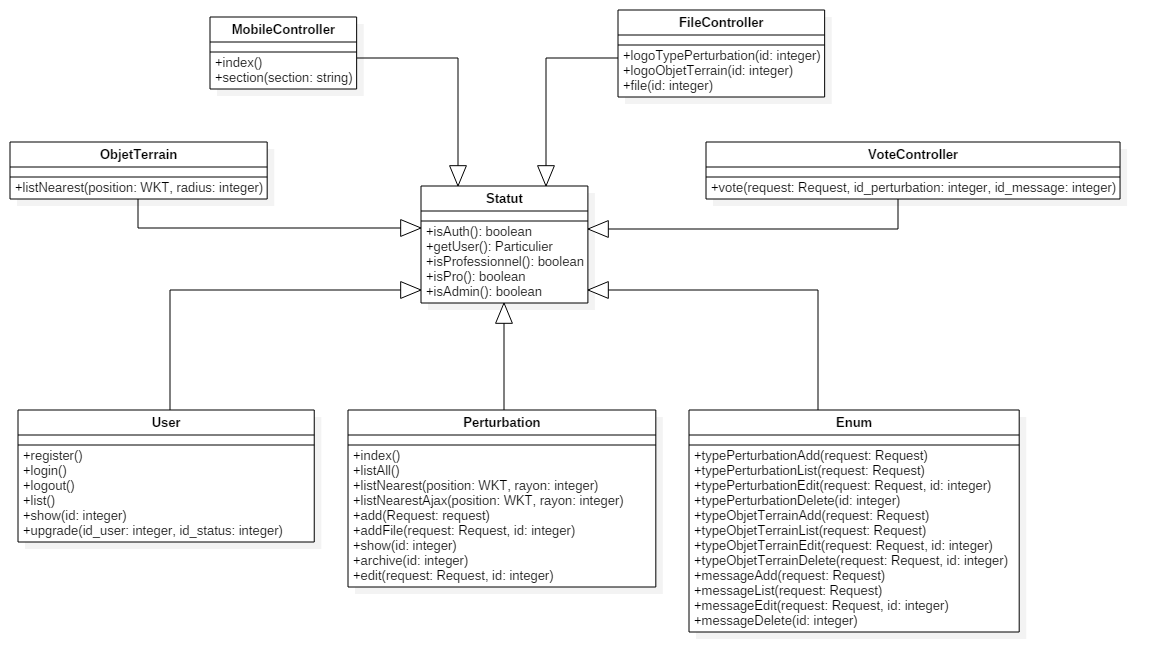 MobileController
+index()
+section(section: string)
FileController
+logoTypePerturbation(id: integer)
+logoObjetTerrain(id: integer)
+file(id: integer)
ObjetTerrain
+listNearest(position: WKT, radius: integer)
VoteController
+vote(request: Request, id_perturbation: integer, id_message: integer)
Statut
+isAuth(): boolean
+getUser(): Particulier
+isProfessionnel(): boolean
+isPro(): boolean
+isAdmin(): boolean
User
+register()
+login()
+logout()
+list()
+show(id: integer)
+upgrade(id_user: integer, id_status: integer)
Perturbation
+index()
+listAll()
+listNearest(position: WKT, rayon: integer)
+listNearestAjax(position: WKT, rayon: integer)
+add(Request: request)
+addFile(request: Request, id: integer)
+show(id: integer)
+archive(id: integer)
+edit(request: Request, id: integer)
Enum
+typePerturbationAdd(request: Request)
+typePerturbationList(request: Request)
+typePerturbationEdit(request: Request, id: integer)
+typePerturbationDelete(id: integer)
+typeObjetTerrainAdd(request: Request)
+typeObjetTerrainList(request: Request)
+typeObjetTerrainEdit(request: Request, id: integer)
+typeObjetTerrainDelete(request: Request, id: integer)
+messageAdd(request: Request)
+messageList(request: Request)
+messageEdit(request: Request, id: integer)
+messageDelete(id: integer)